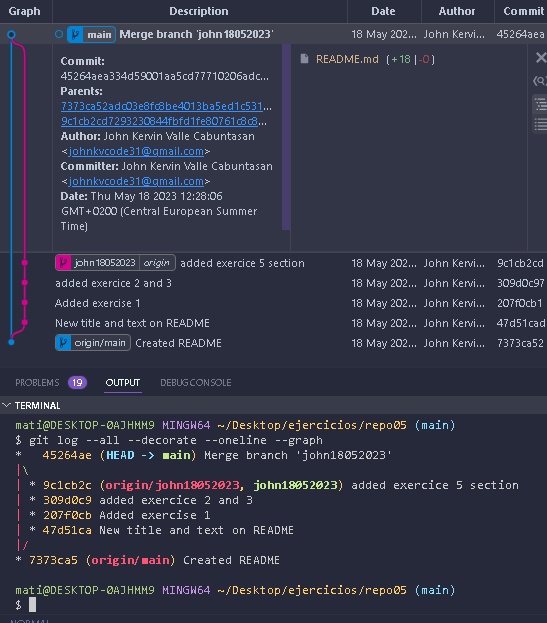 Graph Description Date Author Commit
main Merge branch 'john18052023' 18 May 202... John Kervi... 45264aea
Commit:
45264aea334d59001aa5cd77710206adc...
Parents:
7373ca52adc03e8fc8be4013ba5ed1c531...
9c1cb2cd7293230844fbfd1fe80761c8c8...
Author: John Kervin Valle Cabuntasan
<johnkvcode31@gmail.com>
Committer: John Kervin Valle Cabuntasan
<johnkvcode31@gmail.com>
Date: Thu May 18 2023 12:28:06
GMT+0200 (Central European Summer
Time)
README.md (+18|-0)
john18052023 origin added exercice 5 section 18 May 202... John Kervi... 9c1cb2cd
added exercice 2 and 3 18 May 202... John Kervi... 309d0c97
Added exercise 1 18 May 202... John Kervi... 207f0cb1
New title and text on README 18 May 202... John Kervi... 47d51cad
origin/main Created README 18 May 202... John Kervi... 7373ca52
PROBLEMS 19 OUTPUT DEBUG CONSOLE
TERMINAL
mati@DESKTOP-0AJHMM9 MINGW64 ~/Desktop/ejercicios/repo05 (main)
$ git log --all --decorate --oneline --graph
*   45264ae (HEAD -> main) Merge branch 'john18052023'
|\
| * 9c1cb2c (origin/john18052023, john18052023) added exercice 5 section
| * 309d0c9 added exercice 2 and 3
| * 207f0cb Added exercise 1
| * 47d51ca New title and text on README
|/
* 7373ca5 (origin/main) Created README
mati@DESKTOP-0AJHMM9 MINGW64 ~/Desktop/ejercicios/repo05 (main)
$
NORMAL